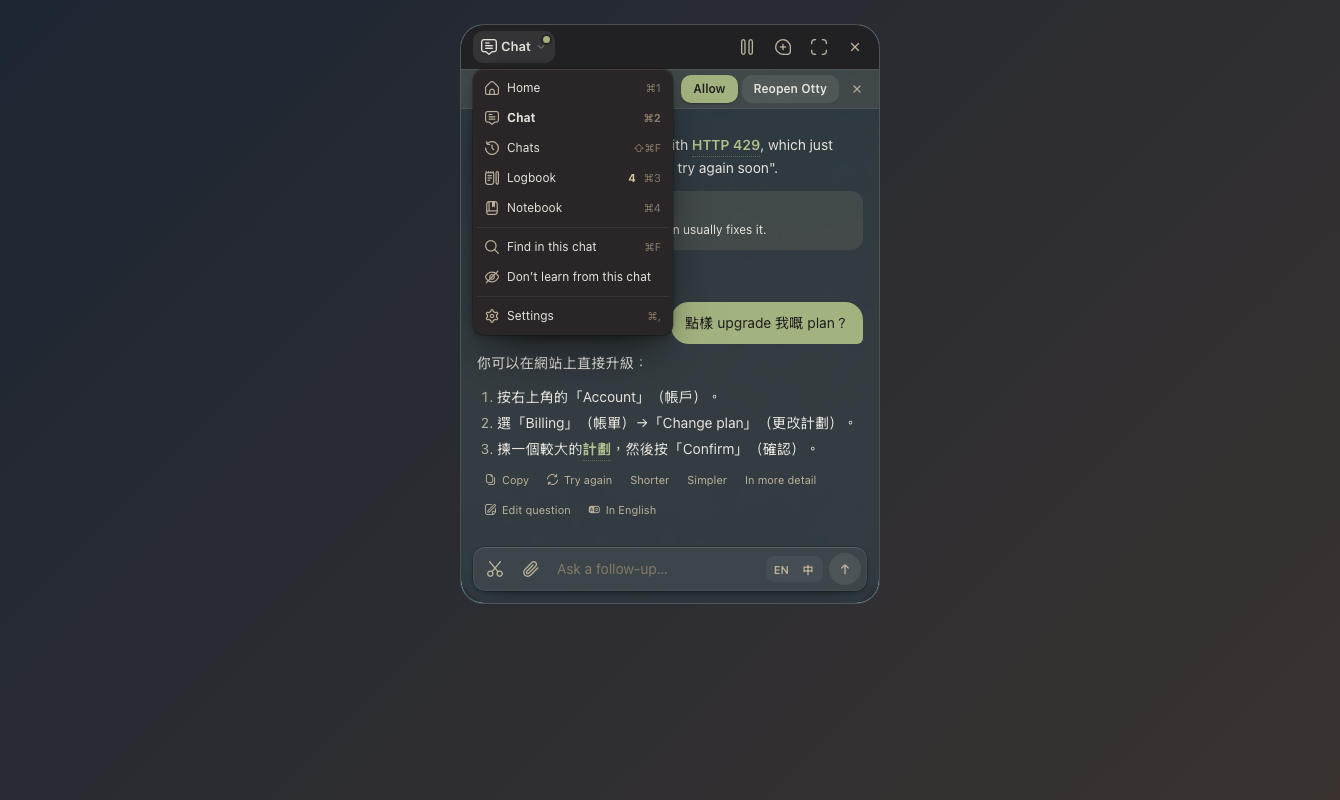 Chat
Allow Reopen Otty
Home ⌘1
Chat ⌘2
Chats ⇧⌘F
Logbook 4 ⌘3
Notebook ⌘4
Find in this chat ⌘F
Don't learn from this chat
Settings ⌘,
HTTP 429, which just
try again soon".
usually fixes it.
點樣 upgrade 我嘅 plan？
你可以在網站上直接升級：
1. 按右上角的「Account」（帳戶）。
2. 選「Billing」（帳單）→「Change plan」（更改計劃）。
3. 揀一個較大的計劃，然後按「Confirm」（確認）。
Copy Try again Shorter Simpler In more detail
Edit question In English
Ask a follow-up... EN 中